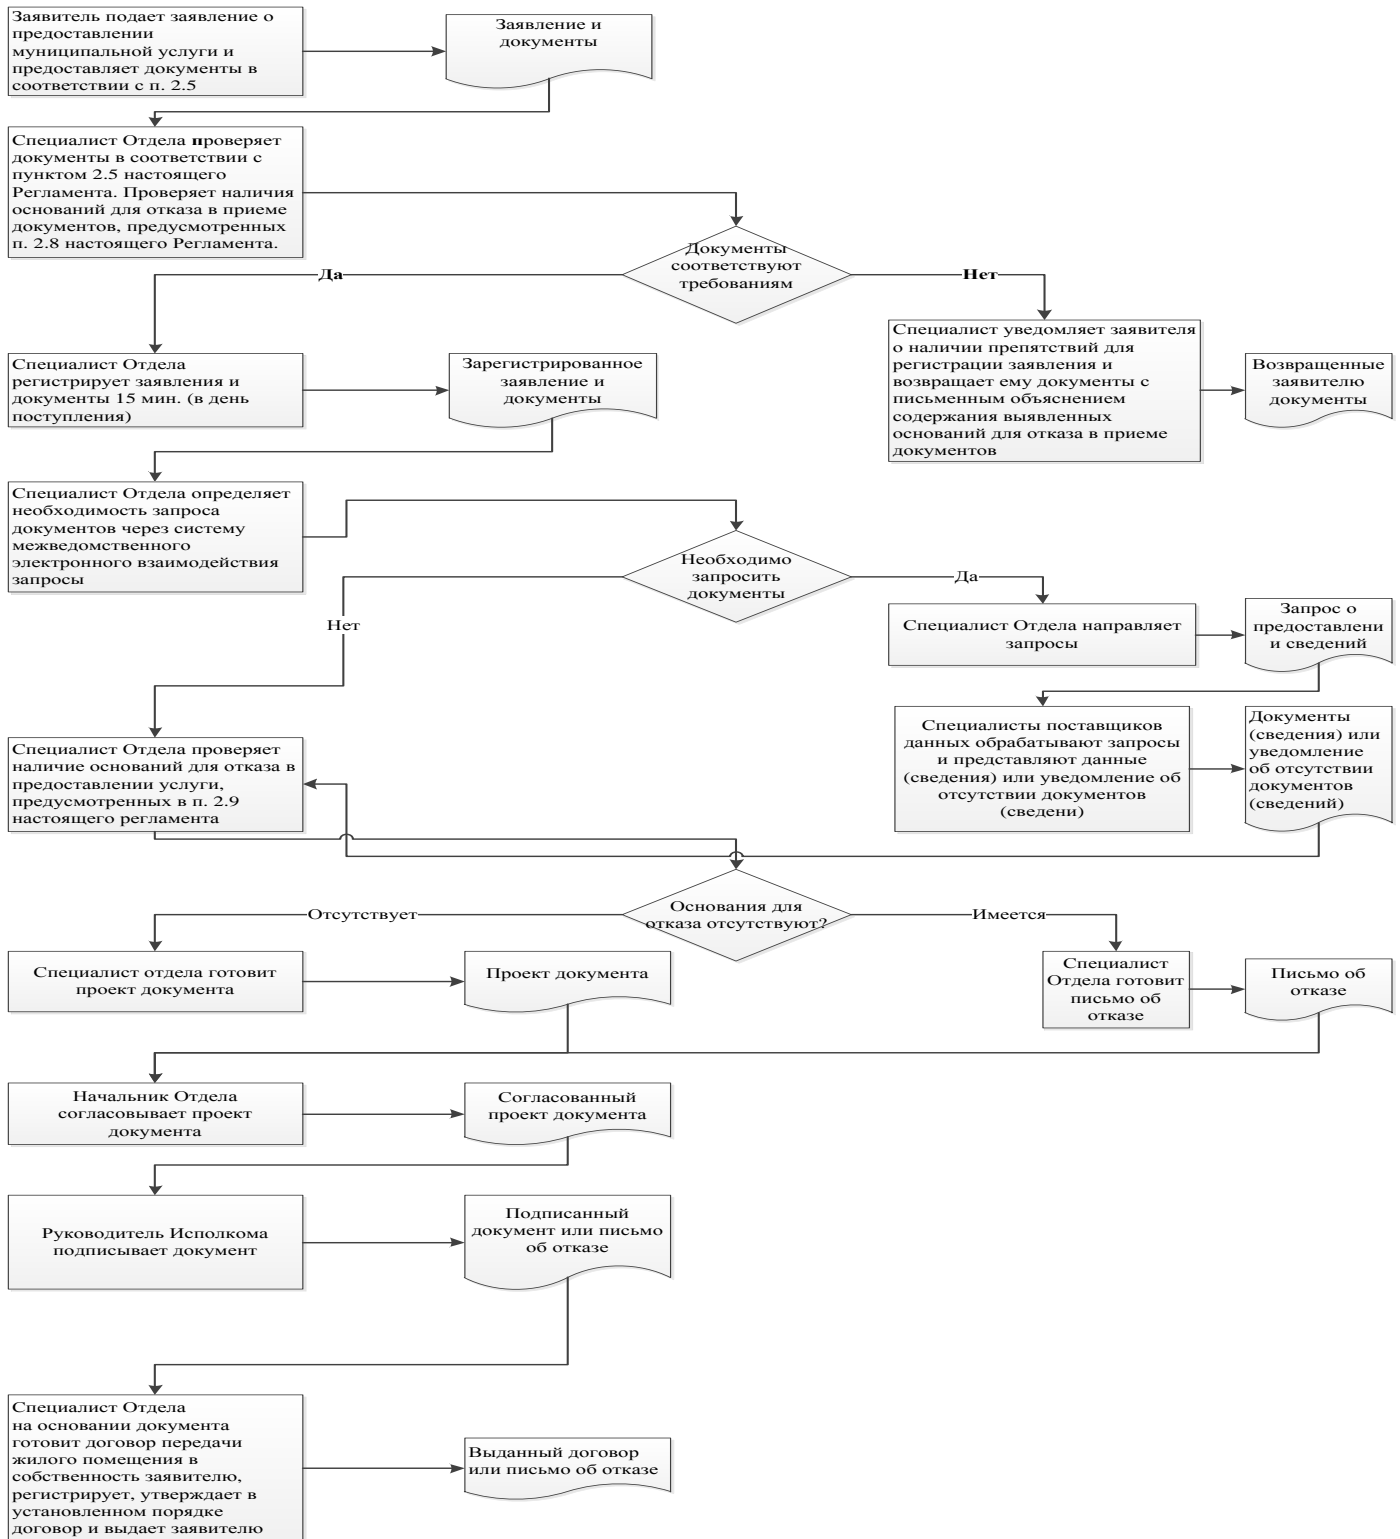 Заявитель подает заявление о
предоставлении
муниципальной услуги и
предоставляет документы в
соответствии с п. 2.5
Заявление и
документы
Специалист Отдела проверяет
документы в соответствии с
пунктом 2.5 настоящего
Регламента. Проверяет наличия
оснований для отказа в приеме
документов, предусмотренных
п. 2.8 настоящего Регламента.
Документы
соответствуют
требованиям
Да
Нет
Специалист Отдела
регистрирует заявления и
документы 15 мин. (в день
поступления)
Зарегистрированное
заявление и
документы
Специалист уведомляет заявителя
о наличии препятствий для
регистрации заявления и
возвращает ему документы с
письменным объяснением
содержания выявленных
оснований для отказа в приеме
документов
Возвращенные
заявителю
документы
Специалист Отдела определяет
необходимость запроса
документов через систему
межведомственного
электронного взаимодействия
запросы
Необходимо
запросить
документы
Да
Нет
Специалист Отдела направляет
запросы
Запрос о
предоставлени
и сведений
Специалист Отдела проверяет
наличие оснований для отказа в
предоставлении услуги,
предусмотренных в п. 2.9
настоящего регламента
Специалисты поставщиков
данных обрабатывают запросы
и представляют данные
(сведения) или уведомление об
отсутствии документов
(сведени)
Документы
(сведения) или
уведомление
об отсутствии
документов
(сведений)
Основания для
отказа отсутствуют?
Отсутствует
Имеется
Специалист отдела готовит
проект документа
Проект документа
Специалист
Отдела готовит
письмо об
отказе
Письмо об
отказе
Начальник Отдела
согласовывает проект
документа
Согласованный
проект документа
Руководитель Исполкома
подписывает документ
Подписанный
документ или письмо
об отказе
Специалист Отдела
на основании документа
готовит договор передачи
жилого помещения в
собственность заявителю,
регистрирует, утверждает в
установленном порядке
договор и выдает заявителю
Выданный договор
или письмо об отказе